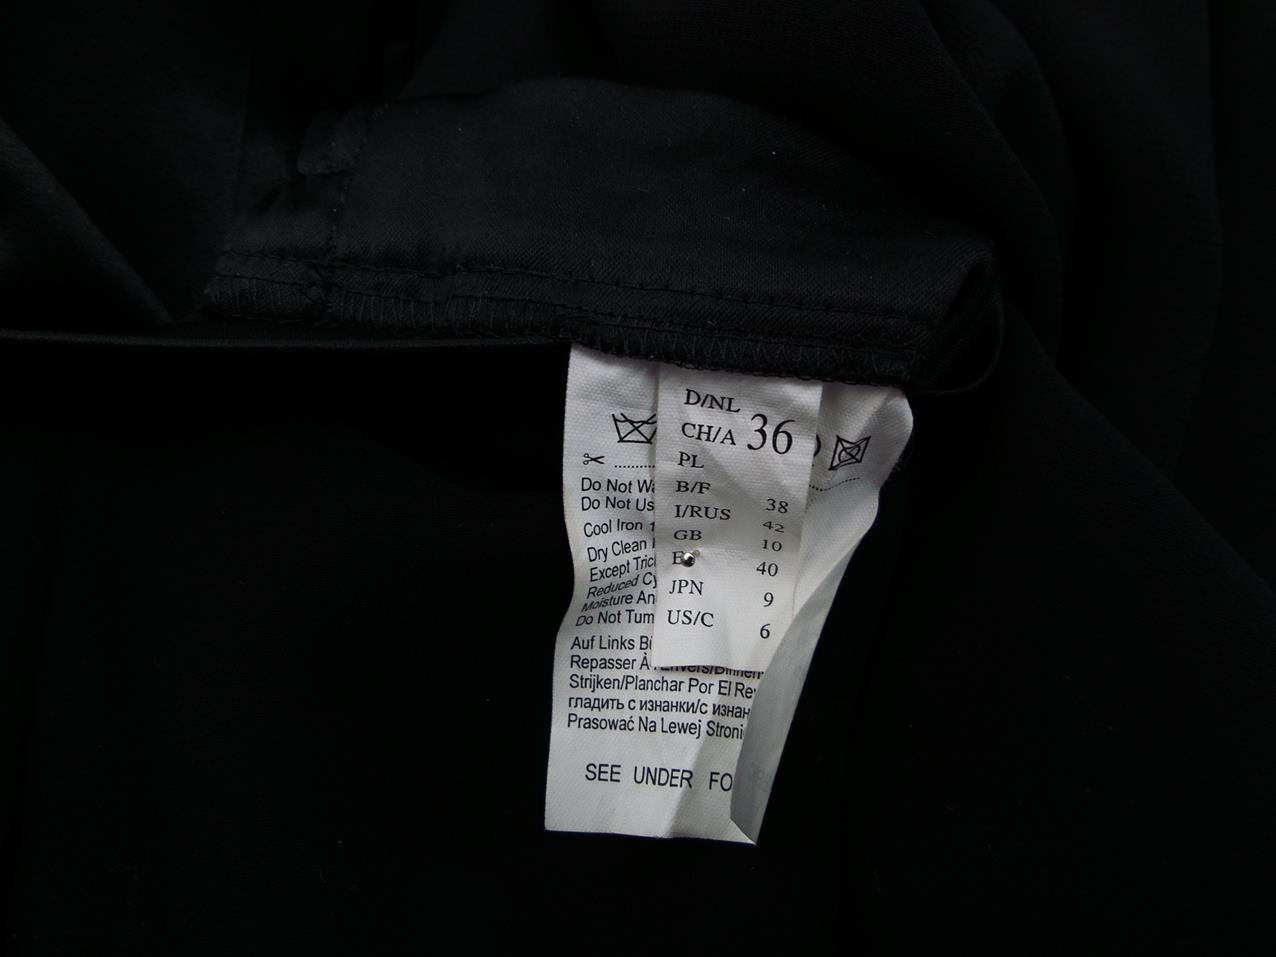 D/NL
CH/A 36
PL
B/F 38
I/RUS 42
GB 10
E 40
JPN 9
US/C 6
Do Not
Do Not
Cool Iron
Dry Clean
Except
Reduced
Moisture
Do Not
Auf Links
Repasser À L'Envers/Binnen
Strijken/Planchar Por El
гладить с изнанки/с
Prasować Na Lewej
SEE UNDER